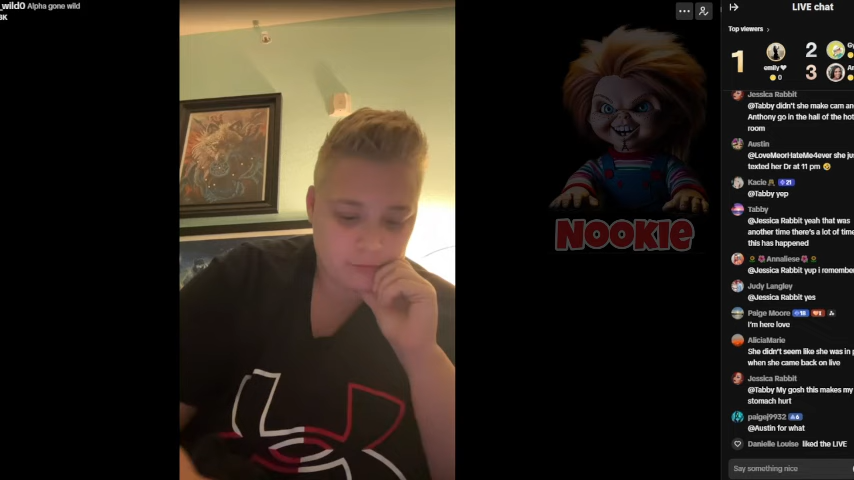 _wild0 Alpha gone wild
3K
LIVE chat
Top viewers
1
emily
0
2
3
NOOKIE
Jessica Rabbit
@Tabby didn't she make cam an
Anthony go in the hall of the hot
room
Austin
@LoveMeorHateMe4ever she ju
texted her Dr at 11 pm
Kacie 21
@Tabby yep
Tabby
@Jessica Rabbit yeah that was
another time there's a lot of time
this has happened
Annaliese
@Jessica Rabbit yup i remember
Judy Langley
@Jessica Rabbit yes
Paige Moore 18
I'm here love
AliciaMarie
She didn't seem like she was in p
when she came back on live
Jessica Rabbit
@Tabby My gosh this makes my
stomach hurt
paigej9932 6
@Austin for what
Danielle Louise liked the LIVE
Say something nice